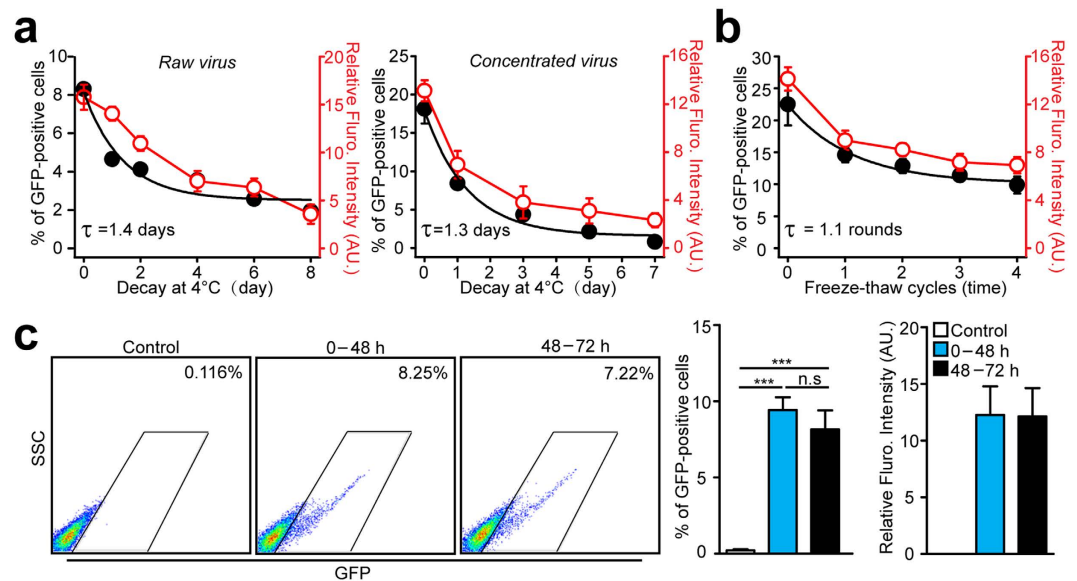 a
Raw virus
% of GFP-positive cells
10
8
6
4
2
0
τ =1.4 days
0 2 4 6 8
Decay at 4°C (day)
20
15
10
5
0
Relative Fluro. Intensity (AU.)
Concentrated virus
% of GFP-positive cells
25
20
15
10
5
0
τ=1.3 days
0 1 2 3 4 5 6 7
Decay at 4°C (day)
16
12
8
4
0
Relative Fluro. Intensity (AU.)
b
% of GFP-positive cells
30
25
20
15
10
5
0
τ = 1.1 rounds
0 1 2 3 4
Freeze-thaw cycles (time)
16
12
8
4
0
Relative Fluro. Intensity (AU.)
c
Control
0.116%
0–48 h
8.25%
48–72 h
7.22%
SSC
GFP
% of GFP-positive cells
15
10
5
0
***
*** n.s
Relative Fluro. Intensity (AU.)
20
15
10
5
0
Control
0–48 h
48–72 h